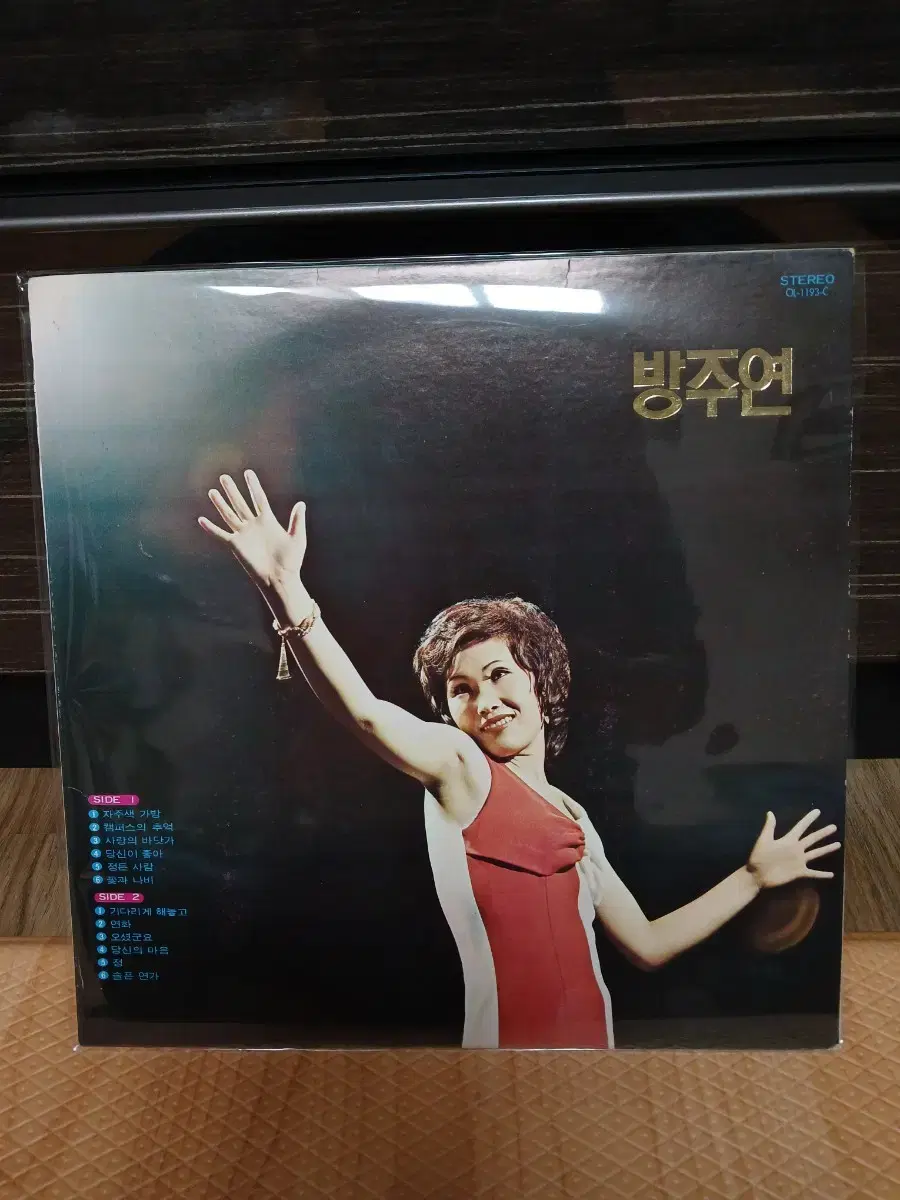 STEREO
OL-1193-C
방주연
SIDE 1
1 자주색 가방
2 캠퍼스의 추억
3 사랑의 바닷가
4 당신이 좋아
5 정든 사람
6 꽃과 나비
SIDE 2
1 기다리게 해놓고
2 연화
3 오셨군요
4 당신의 마음
5 정
6 슬픈 연가